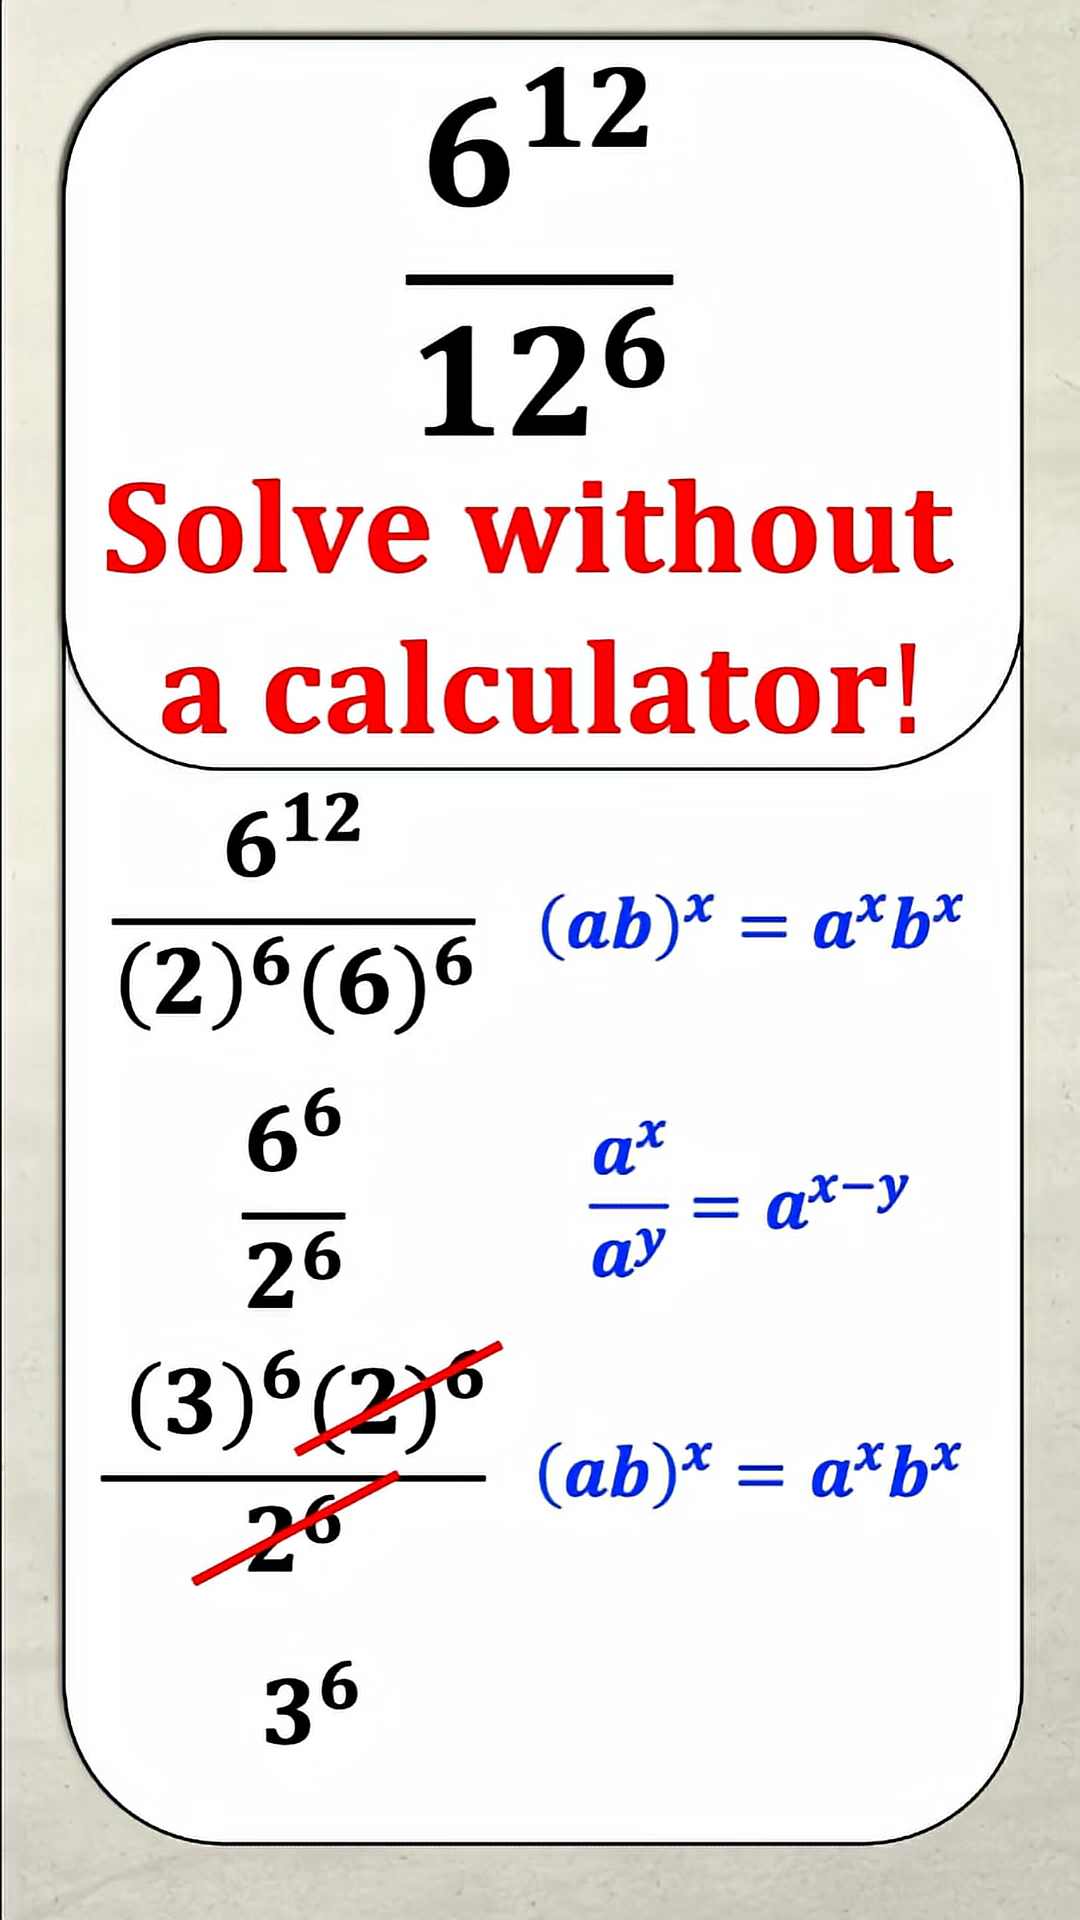 6^12
12^6
Solve without
a calculator!
6^12
(2)^6(6)^6
(ab)^x = a^x b^x
6^6
2^6
a^x
a^y
= a^{x-y}
(3)^6(2)^6
2^6
(ab)^x = a^x b^x
3^6